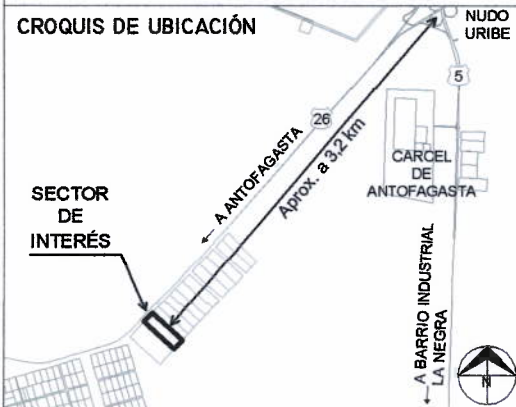 CROQUIS DE UBICACIÓN
NUDO
URIBE
5
26
A ANTOFAGASTA
Aprox. a 3,2 km
CARCEL
DE
ANTOFAGASTA
SECTOR
DE
INTERÉS
A BARRIO INDUSTRIAL
LA NEGRA
N